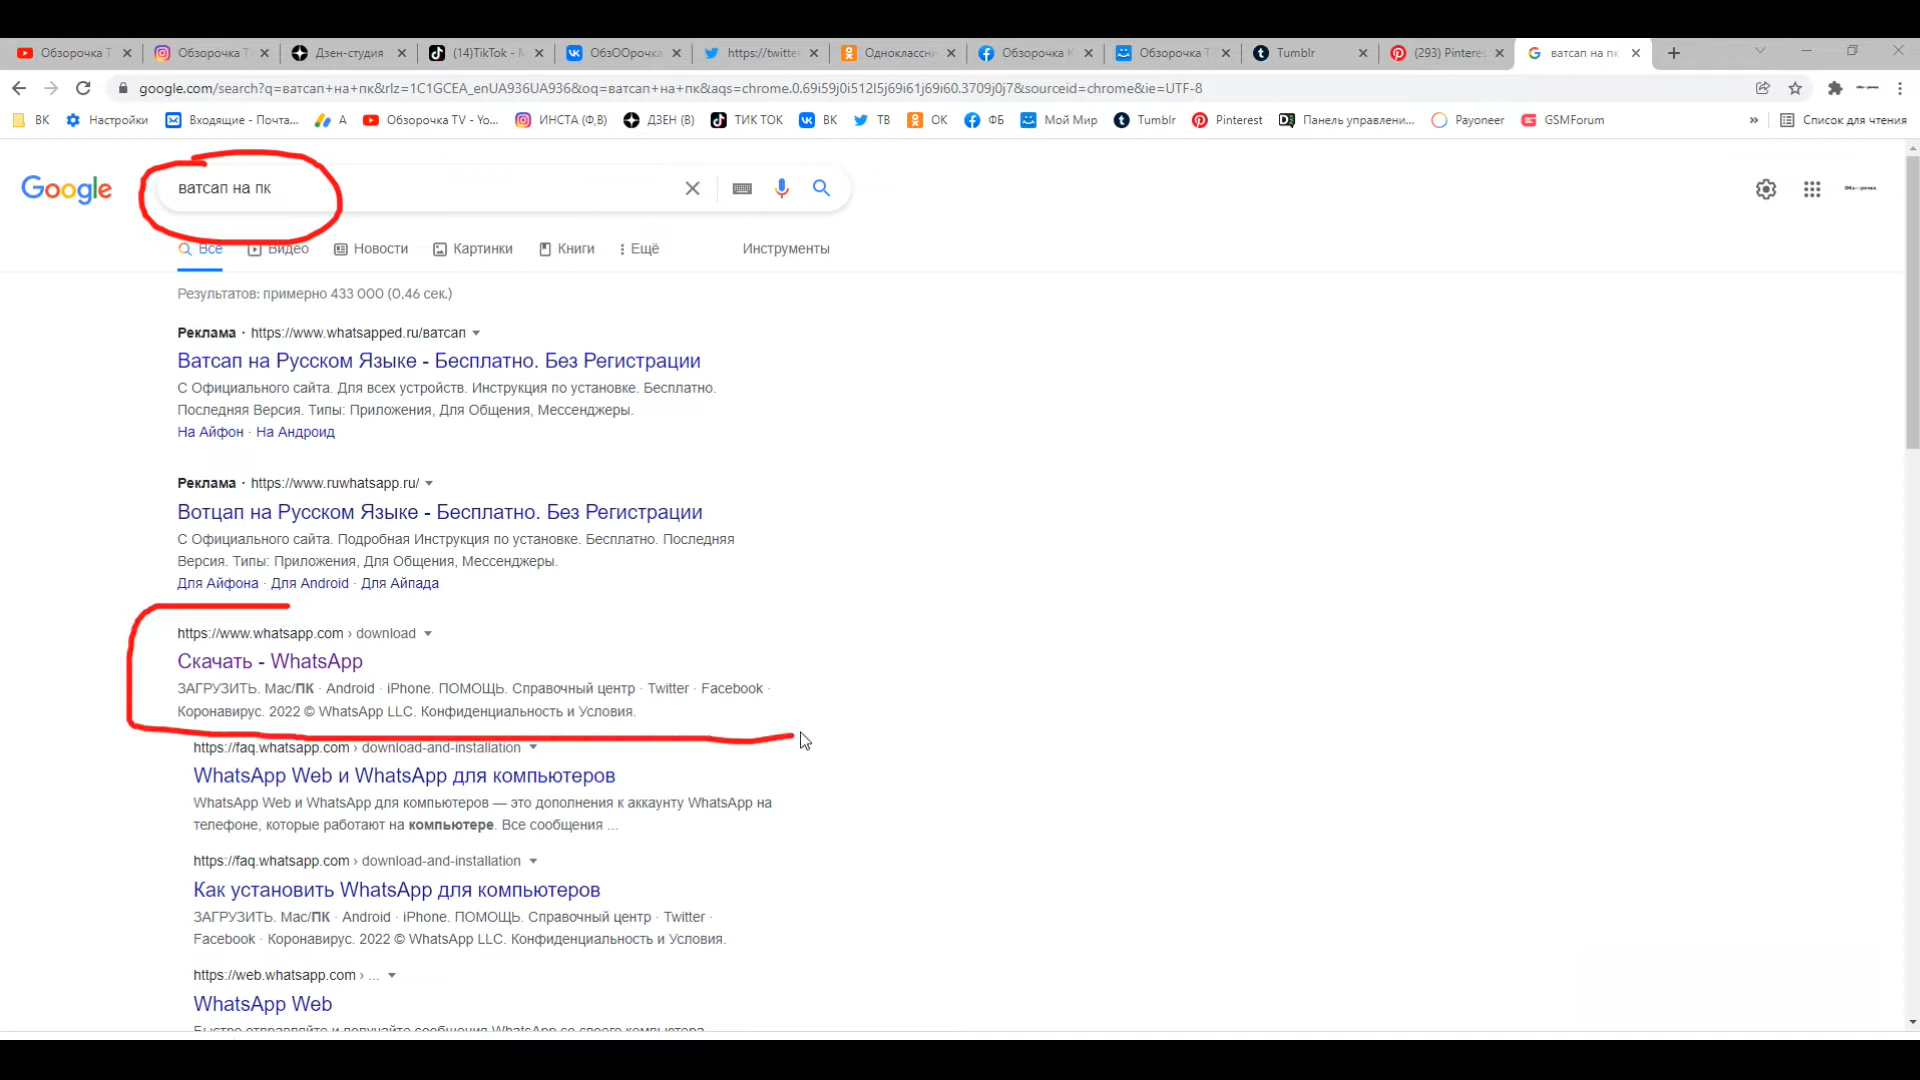 Обзорочка T
Обзорочка T
Дзен-студия
(14)TikTok - M
ОбзООрочка
https://twitter
Одноклассни
Обзорочка К
Обзорочка T
Tumblr
(293) Pinteres
ватсап на пк
google.com/search?q=ватсап+на+пк&rlz=1C1GCEA_enUA936UA936&oq=ватсап+на+пк&aqs=chrome.0.69i59j0i512l5j69i61j69i60.3709j0j7&sourceid=chrome&ie=UTF-8
ВК
Настройки
Входящие - Почта...
А
Обзорочка TV - Yo...
ИНСТА (Ф,В)
ДЗЕН (В)
ТИК ТОК
ВК
ТВ
ОК
ФБ
Мой Мир
Tumblr
Pinterest
Панель управлени...
Payoneer
GSMForum
»
Список для чтения
Google
ватсап на пк
Все
Видео
Новости
Картинки
Книги
Ещё
Инструменты
Результатов: примерно 433 000 (0,46 сек.)
Реклама · https://www.whatsapped.ru/ватсап
Ватсап на Русском Языке - Бесплатно. Без Регистрации
С Официального сайта. Для всех устройств. Инструкция по установке. Бесплатно.
Последняя Версия. Типы: Приложения, Для Общения, Мессенджеры.
На Айфон · На Андроид
Реклама · https://www.ruwhatsapp.ru/
Вотцап на Русском Языке - Бесплатно. Без Регистрации
С Официального сайта. Подробная Инструкция по установке. Бесплатно. Последняя
Версия. Типы: Приложения, Для Общения, Мессенджеры.
Для Айфона · Для Android · Для Айпада
https://www.whatsapp.com › download
Скачать - WhatsApp
ЗАГРУЗИТЬ. Mac/ПК · Android · iPhone. ПОМОЩЬ. Справочный центр · Twitter · Facebook ·
Коронавирус. 2022 © WhatsApp LLC. Конфиденциальность и Условия.
https://faq.whatsapp.com › download-and-installation
WhatsApp Web и WhatsApp для компьютеров
WhatsApp Web и WhatsApp для компьютеров — это дополнения к аккаунту WhatsApp на
телефоне, которые работают на компьютере. Все сообщения ...
https://faq.whatsapp.com › download-and-installation
Как установить WhatsApp для компьютеров
ЗАГРУЗИТЬ. Mac/ПК · Android · iPhone. ПОМОЩЬ. Справочный центр · Twitter ·
Facebook · Коронавирус. 2022 © WhatsApp LLC. Конфиденциальность и Условия.
https://web.whatsapp.com › ...
WhatsApp Web
Быстро отправляйте и получайте сообщения WhatsApp со своего компьютера.